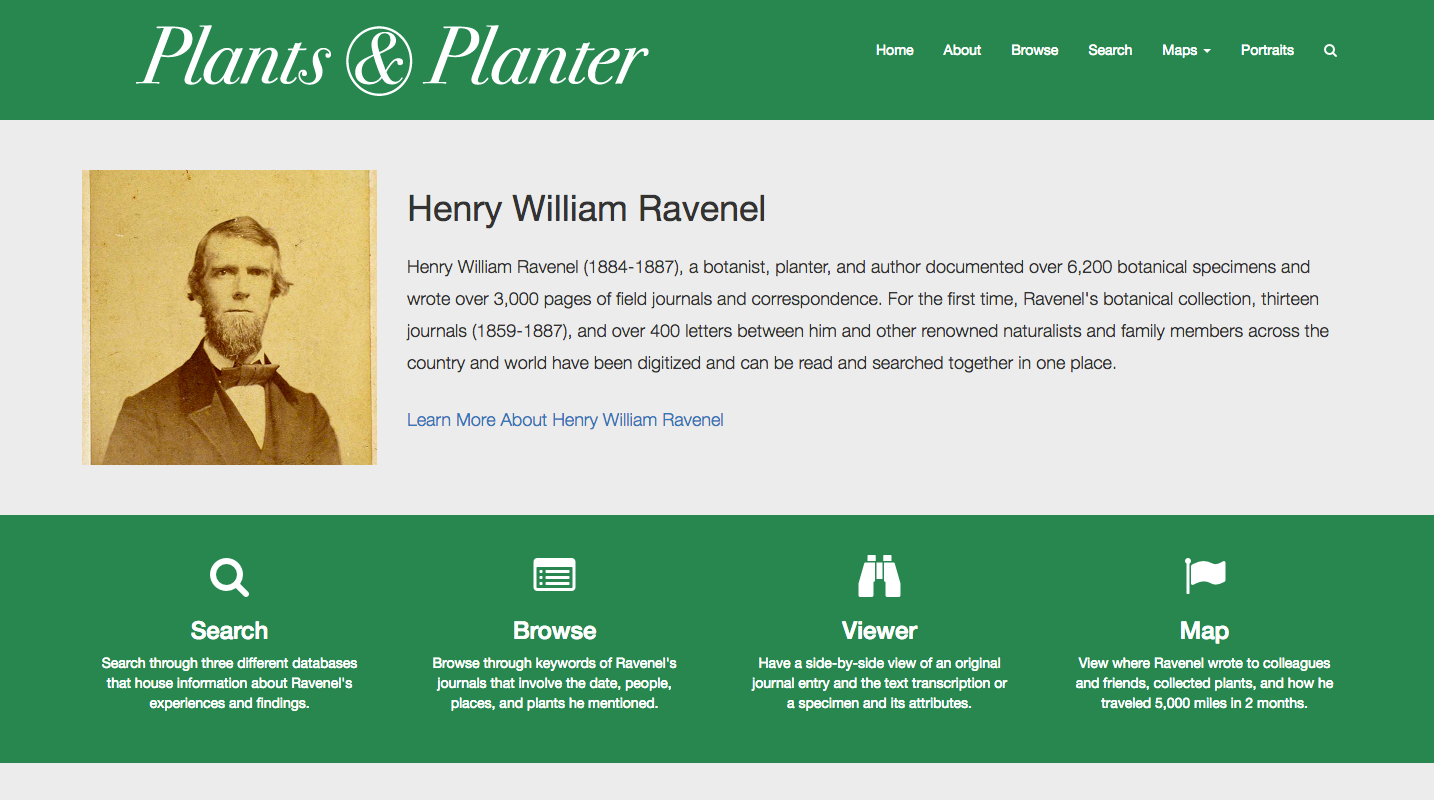 Plants & Planter
Home About Browse Search Maps Portraits
Henry William Ravenel
Henry William Ravenel (1884-1887), a botanist, planter, and author documented over 6,200 botanical specimens and
wrote over 3,000 pages of field journals and correspondence. For the first time, Ravenel's botanical collection, thirteen
journals (1859-1887), and over 400 letters between him and other renowned naturalists and family members across the
country and world have been digitized and can be read and searched together in one place.
Learn More About Henry William Ravenel
Search
Search through three different databases
that house information about Ravenel's
experiences and findings.
Browse
Browse through keywords of Ravenel's
journals that involve the date, people,
places, and plants he mentioned.
Viewer
Have a side-by-side view of an original
journal entry and the text transcription or
a specimen and its attributes.
Map
View where Ravenel wrote to colleagues
and friends, collected plants, and how he
traveled 5,000 miles in 2 months.